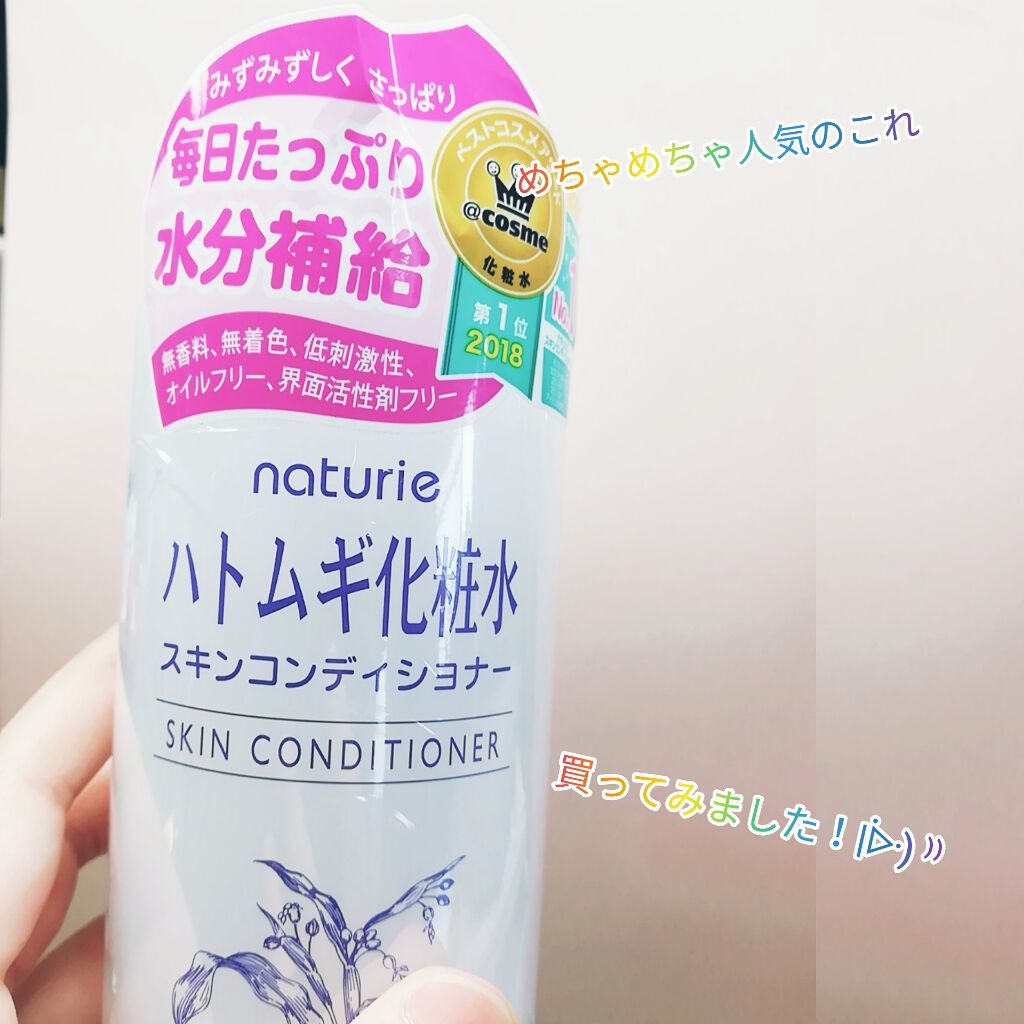 みずみずしく さっぱり
毎日たっぷり
水分補給
無香料、無着色、低刺激性、
オイルフリー、界面活性剤フリー
@cosme
化粧水
第1位
2018
めちゃめちゃ人気のこれ
naturie
ハトムギ化粧水
スキンコンディショナー
SKIN CONDITIONER
買ってみました！